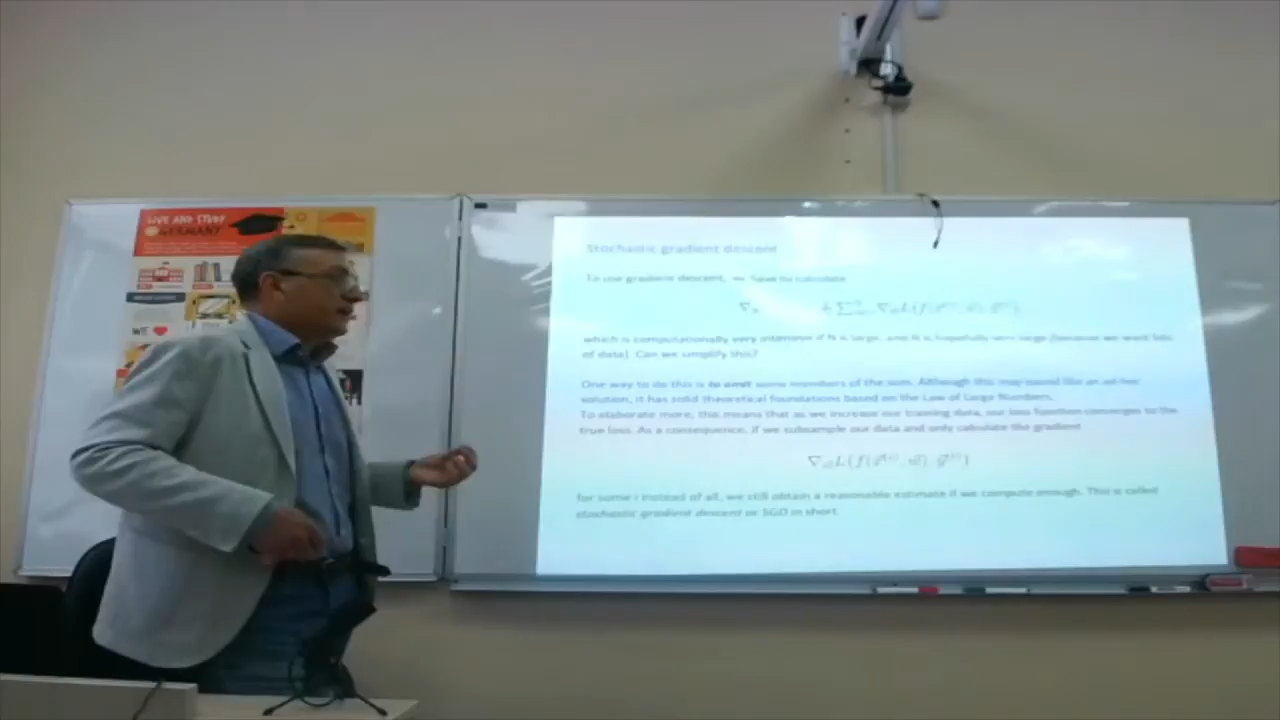 LIVE AND STUDY
GERMANY
WE
Stochastic gradient descent
To use gradient descent, we have to calculate
which is computationally very intensive if N is large, and N is hopefully very large (because we want lots
of data). Can we simplify this?
One way to do this is to omit some members of the sum. Although this may sound like an ad-hoc
solution, it has solid theoretical foundations based on the Law of Large Numbers.
To elaborate more, this means that as we increase our training data, our loss function converges to the
true loss. As a consequence, if we subsample our data and only calculate the gradient
for some i instead of all, we still obtain a reasonable estimate if we compute enough. This is called
stochastic gradient descent or SGD in short